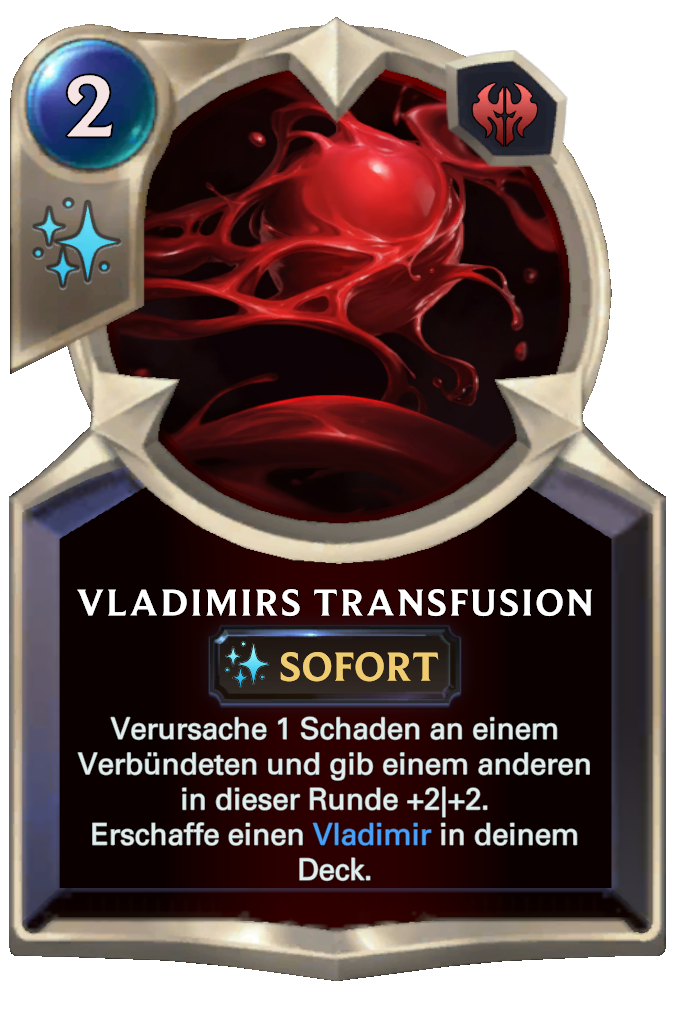 2
VLADIMIRS TRANSFUSION
SOFORT
Verursache 1 Schaden an einem
Verbündeten und gib einem anderen
in dieser Runde +2|+2.
Erschaffe einen Vladimir in deinem
Deck.